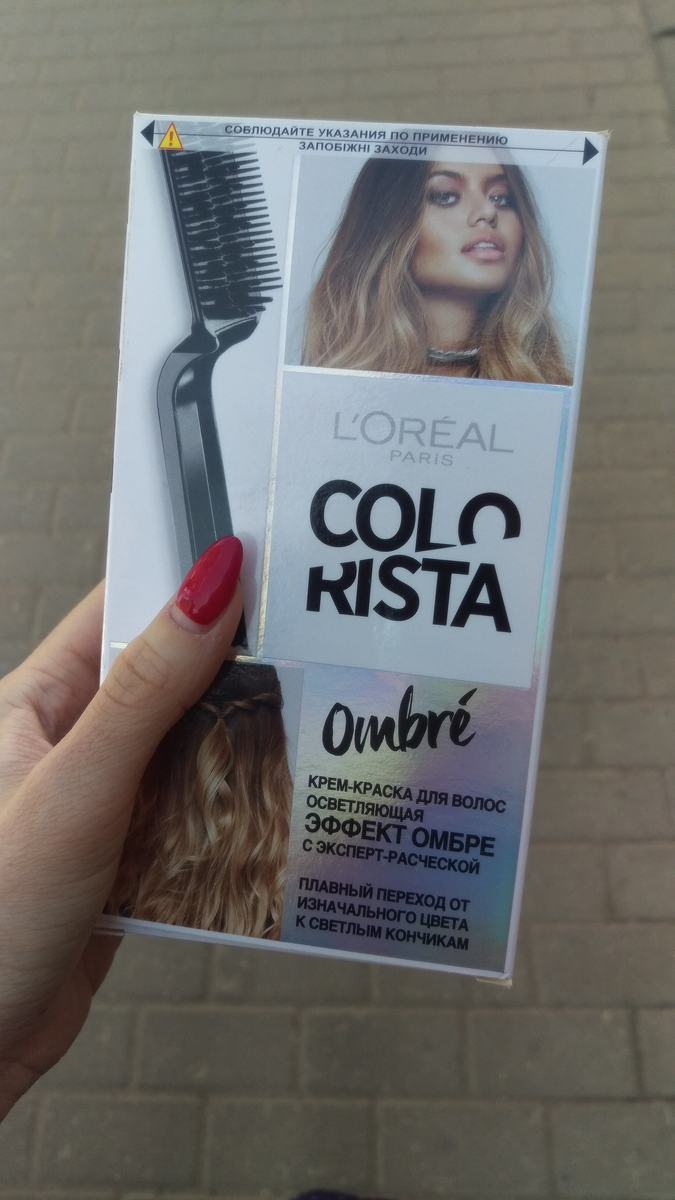 СОБЛЮДАЙТЕ УКАЗАНИЯ ПО ПРИМЕНЕНИЮ
ЗАПОБІЖНІ ЗАХОДИ
L'ORÉAL
PARIS
COLO
RISTA
Ombré
КРЕМ-КРАСКА ДЛЯ ВОЛОС
ОСВЕТЛЯЮЩАЯ
ЭФФЕКТ ОМБРЕ
С ЭКСПЕРТ-РАСЧЕСКОЙ
ПЛАВНЫЙ ПЕРЕХОД ОТ
ИЗНАЧАЛЬНОГО ЦВЕТА
К СВЕТЛЫМ КОНЧИКАМ